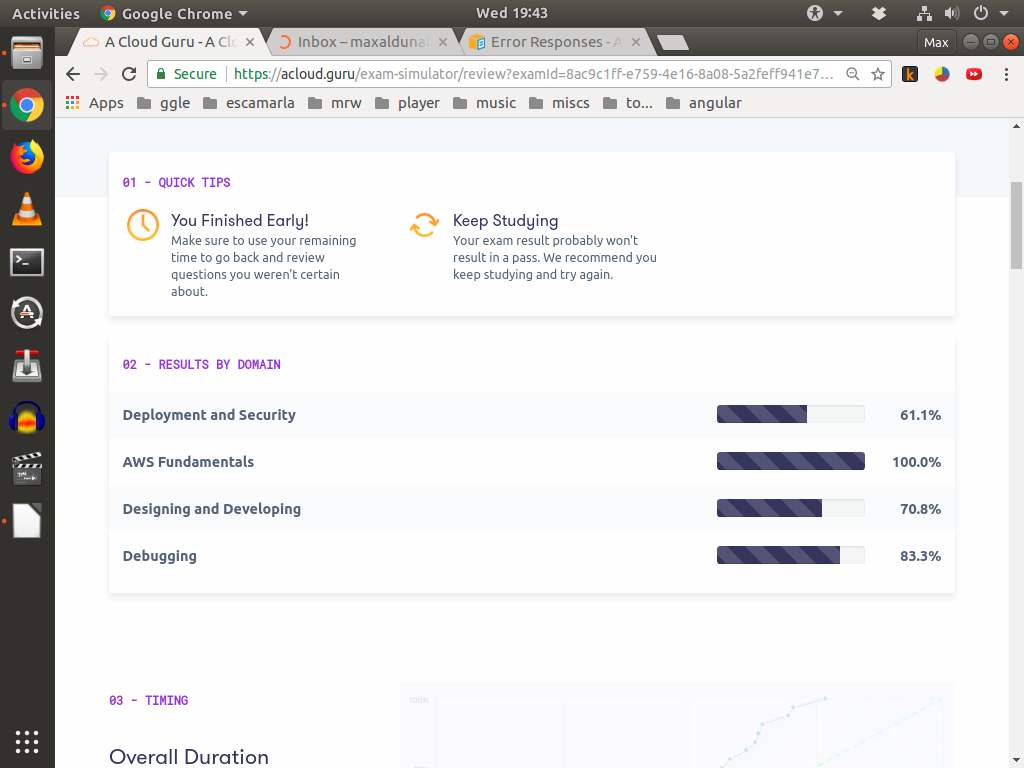 Activities
Google Chrome
Wed 19:43
A Cloud Guru - A Cl
Inbox – maxalduna
Error Responses - A
Max
Secure
https://acloud.guru/exam-simulator/review?examId=8ac9c1ff-e759-4e16-8a08-5a2feff941e7...
Apps
ggle
escamarla
mrw
player
music
miscs
to...
angular
01 - QUICK TIPS
You Finished Early!
Make sure to use your remaining
time to go back and review
questions you weren't certain
about.
Keep Studying
Your exam result probably won't
result in a pass. We recommend you
keep studying and try again.
02 - RESULTS BY DOMAIN
Deployment and Security 61.1%
AWS Fundamentals 100.0%
Designing and Developing 70.8%
Debugging 83.3%
03 - TIMING
100%
Overall Duration